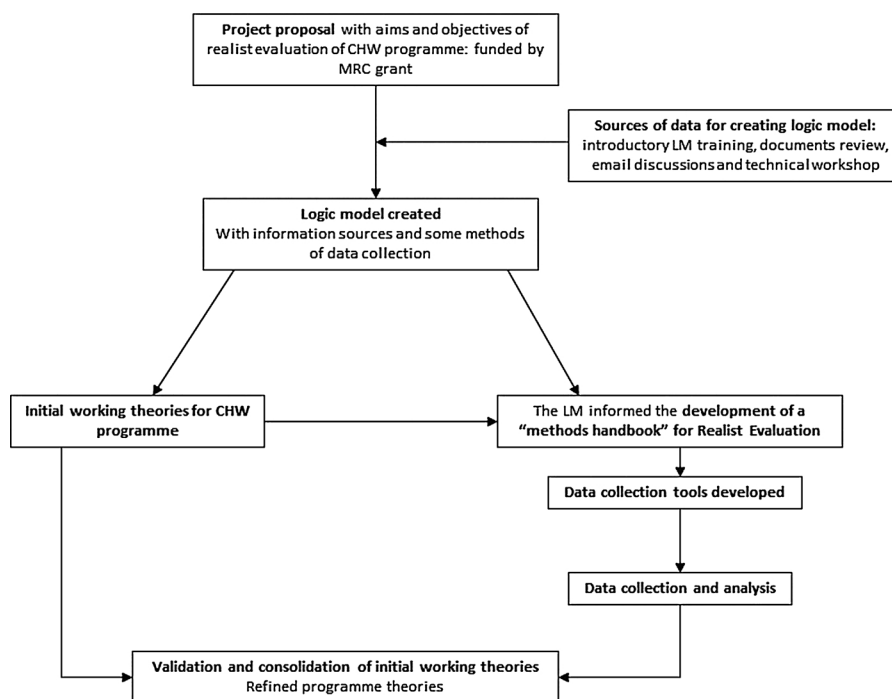 Project proposal with aims and objectives of
realist evaluation of CHW programme: funded by
MRC grant
Sources of data for creating logic model:
introductory LM training, documents review,
email discussions and technical workshop
Logic model created
With information sources and some methods
of data collection
Initial working theories for CHW
programme
The LM informed the development of a
“methods handbook” for Realist Evaluation
Data collection tools developed
Data collection and analysis
Validation and consolidation of initial working theories
Refined programme theories